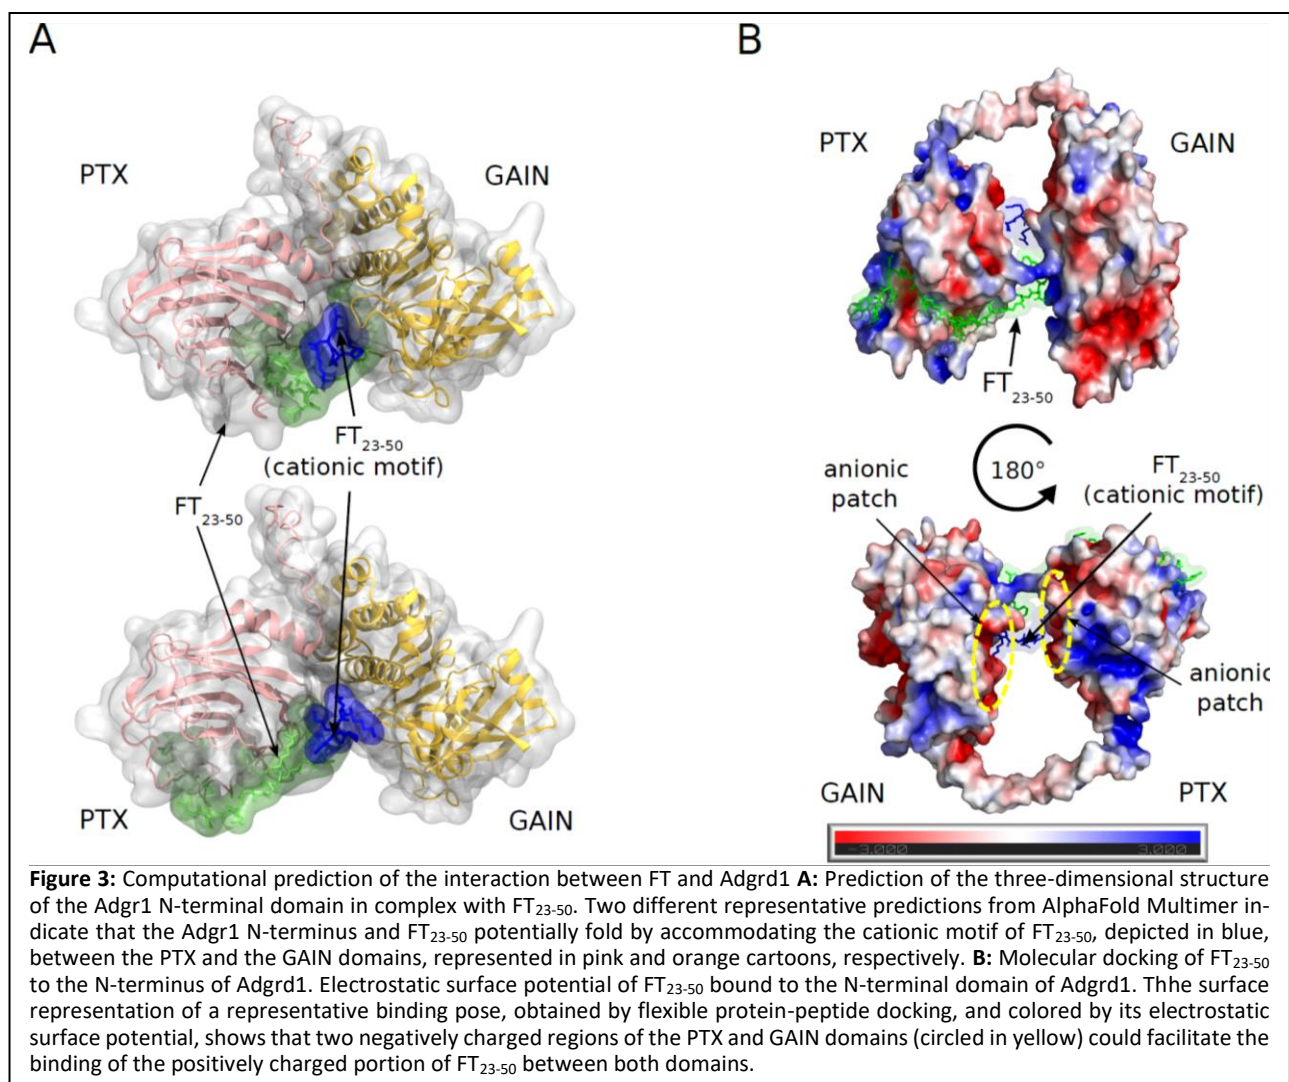 A
B
PTX
GAIN
PTX
GAIN
FT23-50
FT23-50
(cationic motif)
FT23-50
180°
anionic
patch
FT23-50
(cationic motif)
anionic
patch
PTX
GAIN
GAIN
PTX
-3.000 3.000
Figure 3: Computational prediction of the interaction between FT and Adgrd1 A: Prediction of the three-dimensional structure
of the Adgr1 N-terminal domain in complex with FT23-50. Two different representative predictions from AlphaFold Multimer in-
dicate that the Adgr1 N-terminus and FT23-50 potentially fold by accommodating the cationic motif of FT23-50, depicted in blue,
between the PTX and the GAIN domains, represented in pink and orange cartoons, respectively. B: Molecular docking of FT23-50
to the N-terminus of Adgrd1. Electrostatic surface potential of FT23-50 bound to the N-terminal domain of Adgrd1. Thhe surface
representation of a representative binding pose, obtained by flexible protein-peptide docking, and colored by its electrostatic
surface potential, shows that two negatively charged regions of the PTX and GAIN domains (circled in yellow) could facilitate the
binding of the positively charged portion of FT23-50 between both domains.